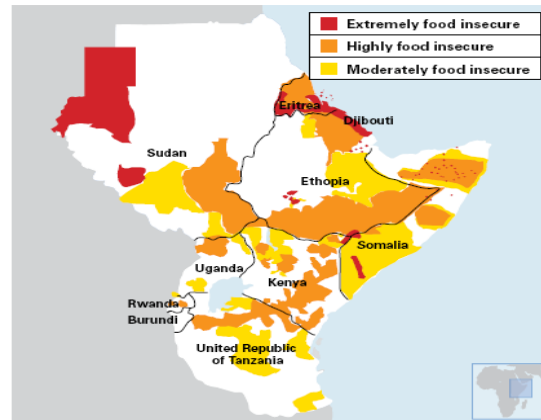 Extremely food insecure
Highly food insecure
Moderately food insecure
Eritrea
Djibouti
Sudan
Ethopia
Somalia
Uganda
Kenya
Rwanda
Burundi
United Republic
of Tanzania